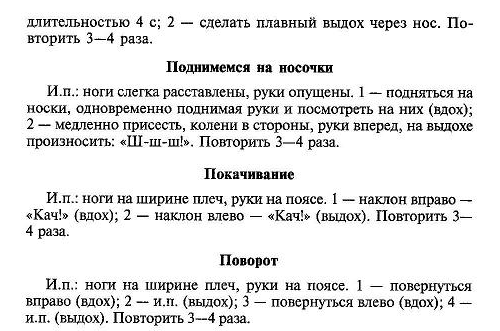 длительностью 4 с; 2 — сделать плавный выдох через нос. По-
вторить 3—4 раза.
Поднимемся на носочки
И.п.: ноги слегка расставлены, руки опущены. 1 — подняться на
носки, одновременно поднимая руки и посмотреть на них (вдох);
2 — медленно присесть, колени в стороны, руки вперед, на выдохе
произносить: «Ш-ш-ш!». Повторить 3—4 раза.
Покачивание
И.п.: ноги на ширине плеч, руки на поясе. 1 — наклон вправо —
«Кач!» (вдох); 2 — наклон влево — «Кач!» (выдох). Повторить 3—
4 раза.
Поворот
И.п.: ноги на ширине плеч, руки на поясе. 1 — повернуться
вправо (вдох); 2 — и.п. (выдох); 3 — повернуться влево (вдох); 4 —
и.п. (выдох). Повторить 3—4 раза.